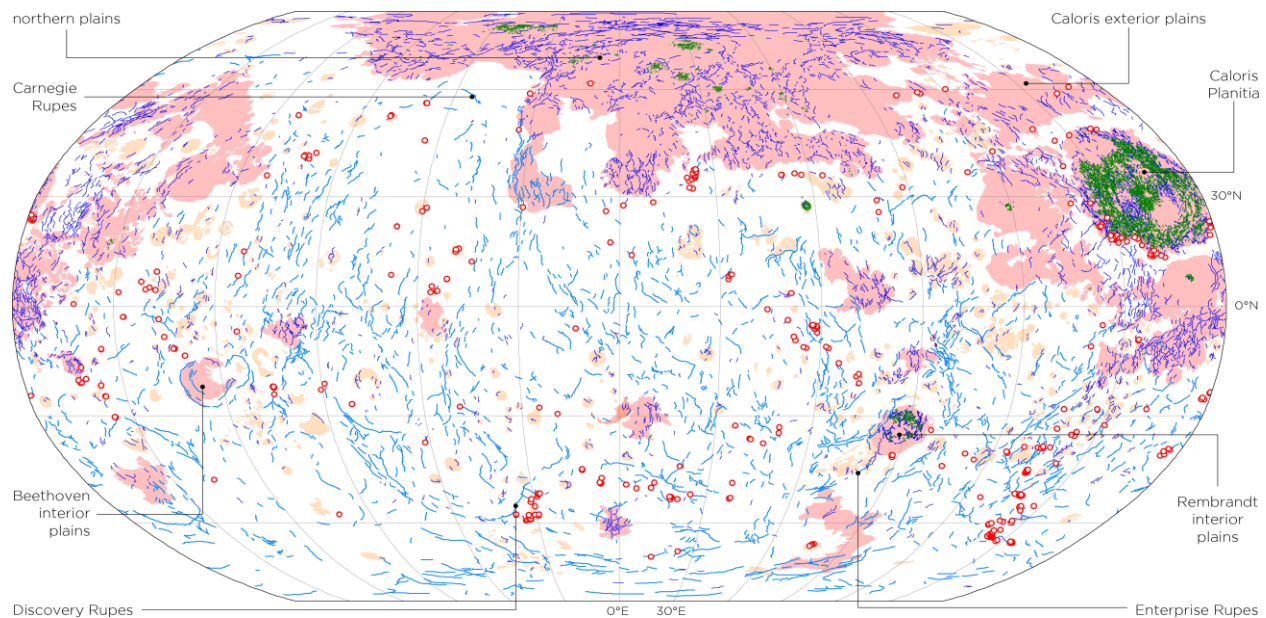 northern plains
Caloris exterior plains
Carnegie
Rupes
Caloris
Planitia
30°N
0°N
Beethoven
interior
plains
Rembrandt
interior
plains
Discovery Rupes
0°E
30°E
Enterprise Rupes